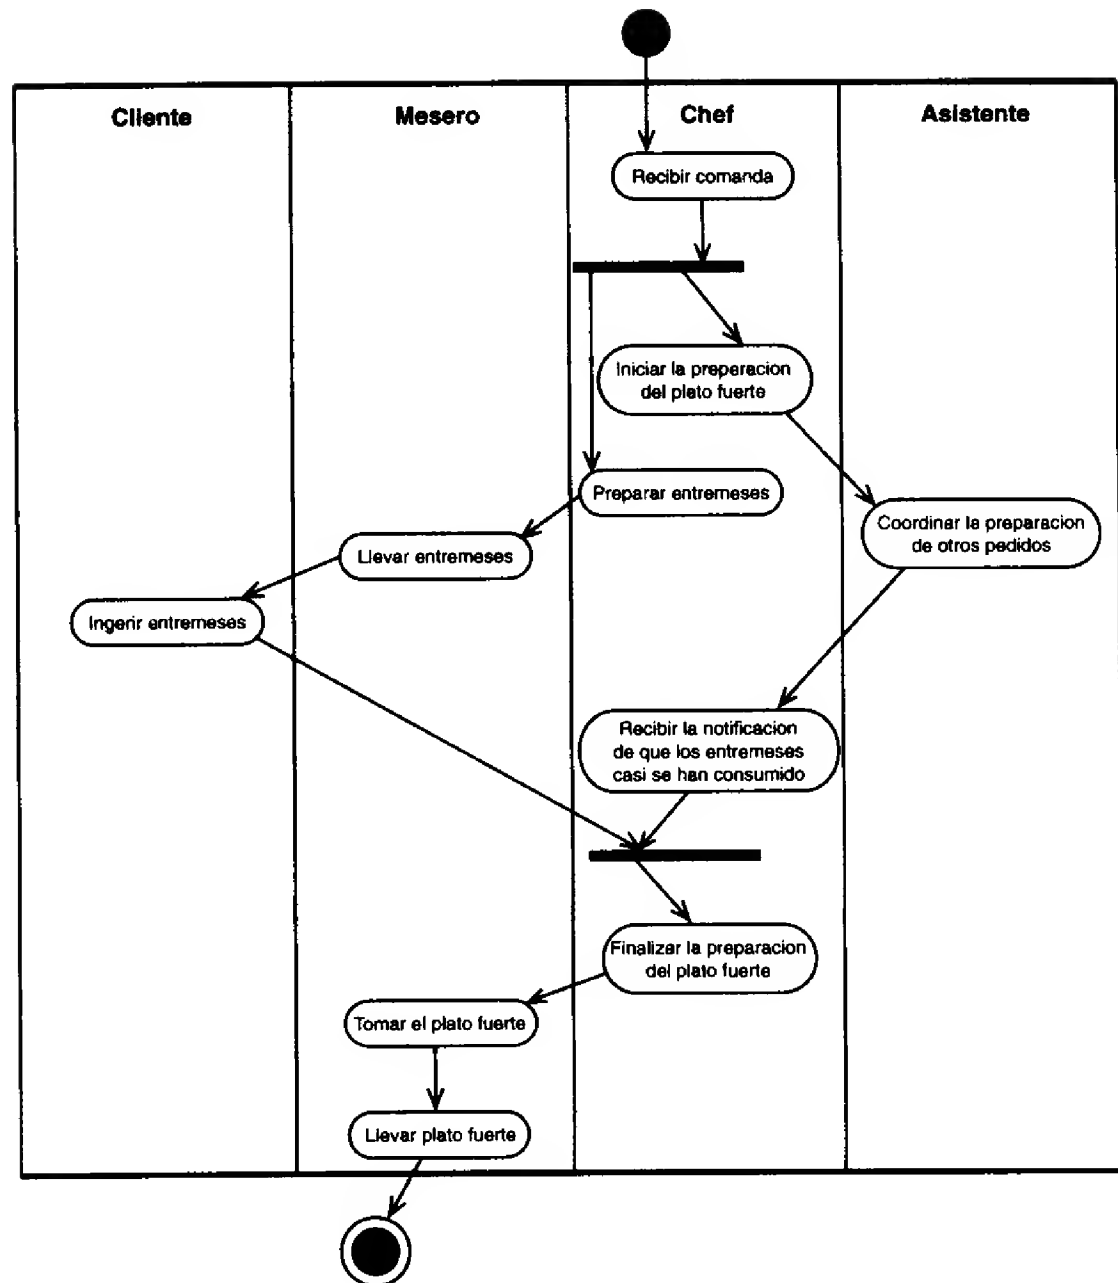 Cliente
Mesero
Chef
Asistente
Recibir comanda
Iniciar la preperacion
del plato fuerte
Preparar entremeses
Coordinar la preparacion
de otros pedidos
Llevar entremeses
Ingerir entremeses
Recibir la notificacion
de que los entremeses
casi se han consumido
Finalizar la preparacion
del plato fuerte
Tomar el plato fuerte
Llevar plato fuerte